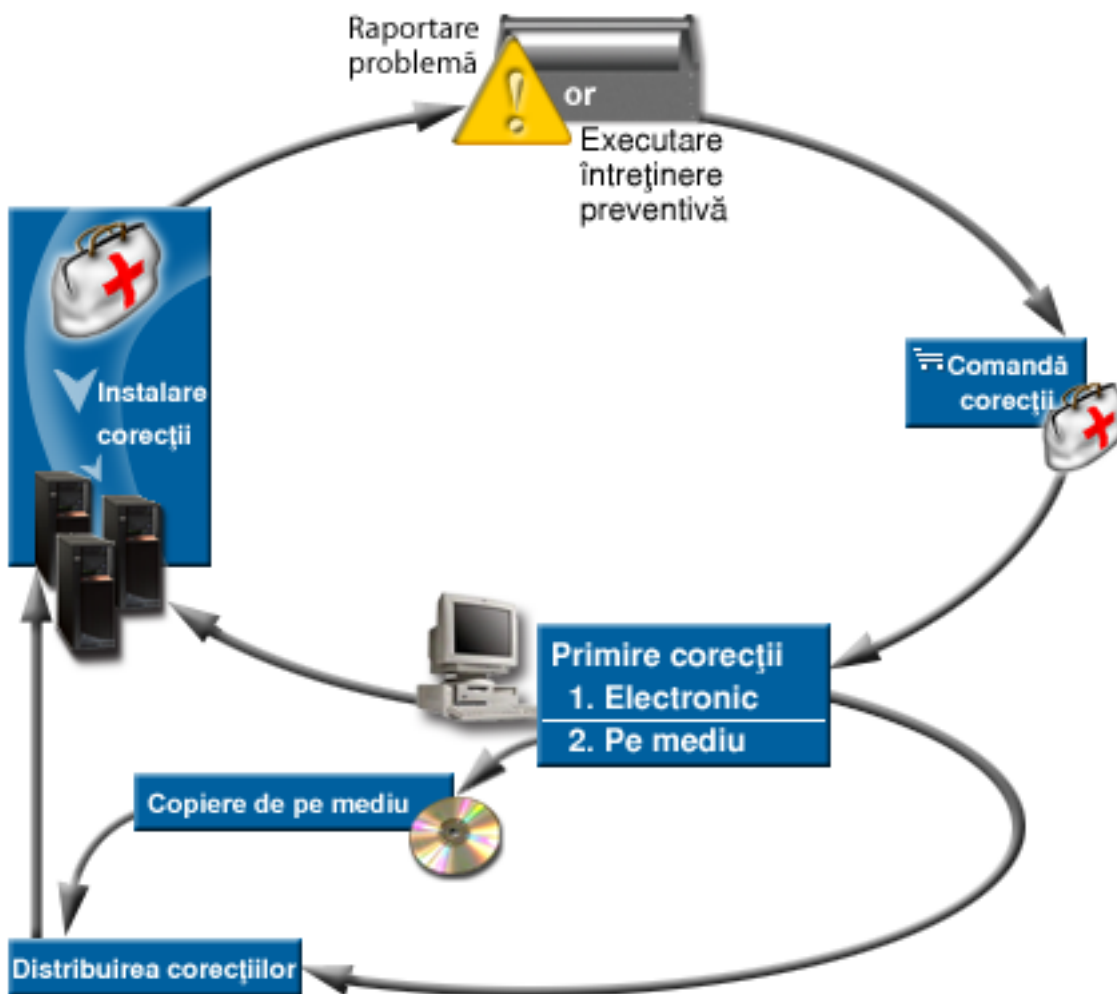 Raportare
problemă
or
Executare
întreţinere
preventivă
Comandă
corecţii
Instalare
corecţii
Primire corecţii
1. Electronic
2. Pe mediu
Copiere de pe mediu
Distribuirea corecţiilor